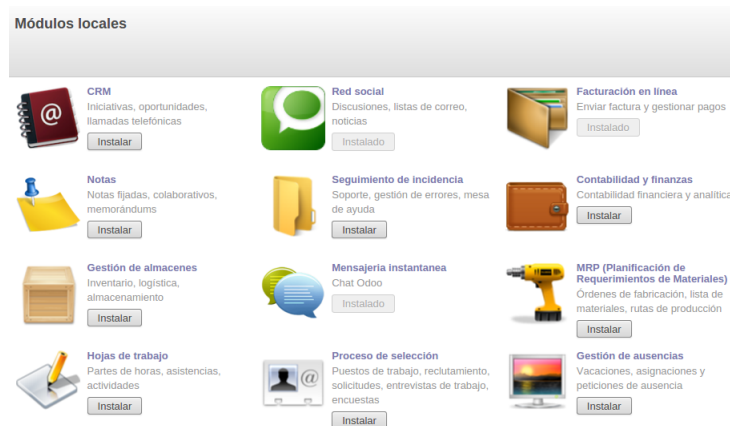 Módulos locales
CRM
Iniciativas, oportunidades,
llamadas telefónicas
Instalar
Red social
Discusiones, listas de correo,
noticias
Instalado
Facturación en línea
Enviar factura y gestionar pagos
Instalado
Notas
Notas fijadas, colaborativos,
memorándums
Instalar
Seguimiento de incidencia
Soporte, gestión de errores, mesa
de ayuda
Instalar
Contabilidad y finanzas
Contabilidad financiera y analítica
Instalar
Gestión de almacenes
Inventario, logística,
almacenamiento
Instalar
Mensajeria instantanea
Chat Odoo
Instalado
MRP (Planificación de
Requerimientos de Materiales)
Órdenes de fabricación, lista de
materiales, rutas de producción
Instalar
Hojas de trabajo
Partes de horas, asistencias,
actividades
Instalar
Proceso de selección
Puestos de trabajo, reclutamiento,
solicitudes, entrevistas de trabajo,
encuestas
Instalar
Gestión de ausencias
Vacaciones, asignaciones y
peticiones de ausencia
Instalar